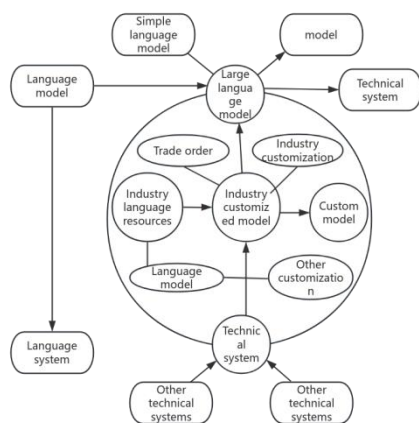 Simple
language model
model
Language
model
Large
langua
ge
model
Technical
system
Trade order
Industry
customization
Industry
language
resources
Industry
customiz
ed model
Custom
model
Language
model
Other
customizatio
n
Technic
al
system
Language
system
Other
technical
systems
Other
technical
systems